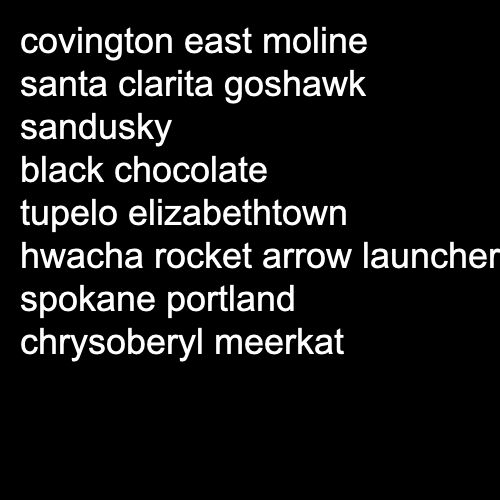 covington east moline
santa clarita goshawk
sandusky
black chocolate
tupelo elizabethtown
hwacha rocket arrow launcher
spokane portland
chrysoberyl meerkat